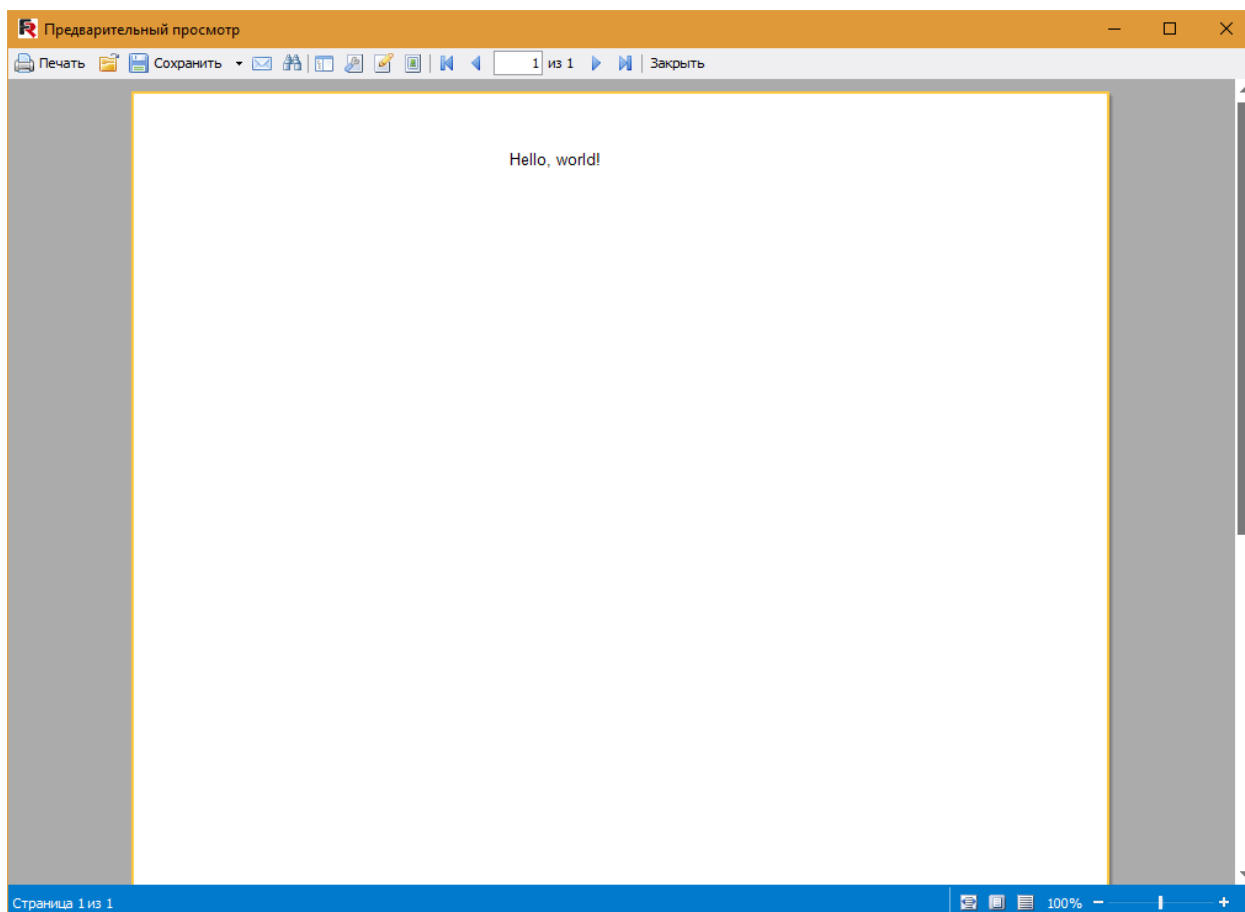 Предварительный просмотр
Печать Сохранить 1 из 1 Закрыть
Hello, world!
Страница 1 из 1 100%